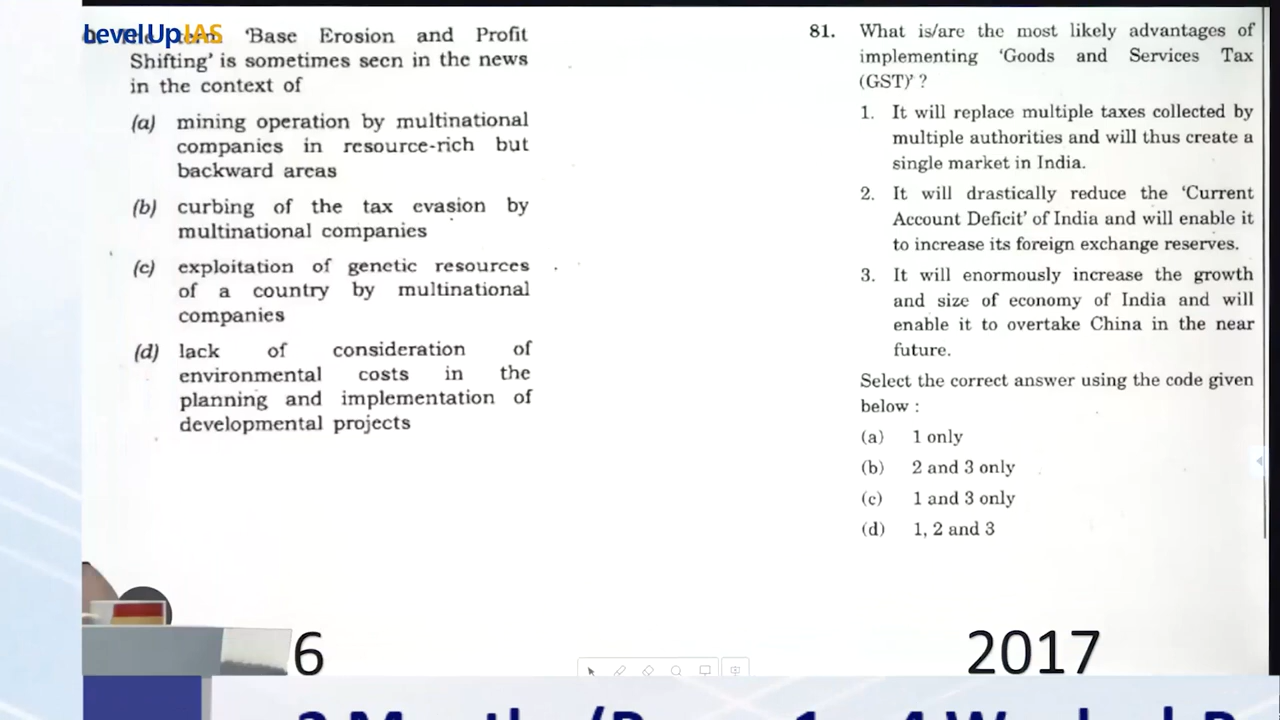 LevelUp IAS
term 'Base Erosion and Profit
Shifting' is sometimes seen in the news
in the context of
(a) mining operation by multinational
companies in resource-rich but
backward areas
(b) curbing of the tax evasion by
multinational companies
(c) exploitation of genetic resources
of a country by multinational
companies
(d) lack of consideration of
environmental costs in the
planning and implementation of
developmental projects
6
81. What is/are the most likely advantages of
implementing 'Goods and Services Tax
(GST)' ?
1. It will replace multiple taxes collected by
multiple authorities and will thus create a
single market in India.
2. It will drastically reduce the 'Current
Account Deficit' of India and will enable it
to increase its foreign exchange reserves.
3. It will enormously increase the growth
and size of economy of India and will
enable it to overtake China in the near
future.
Select the correct answer using the code given
below :
(a) 1 only
(b) 2 and 3 only
(c) 1 and 3 only
(d) 1, 2 and 3
2017